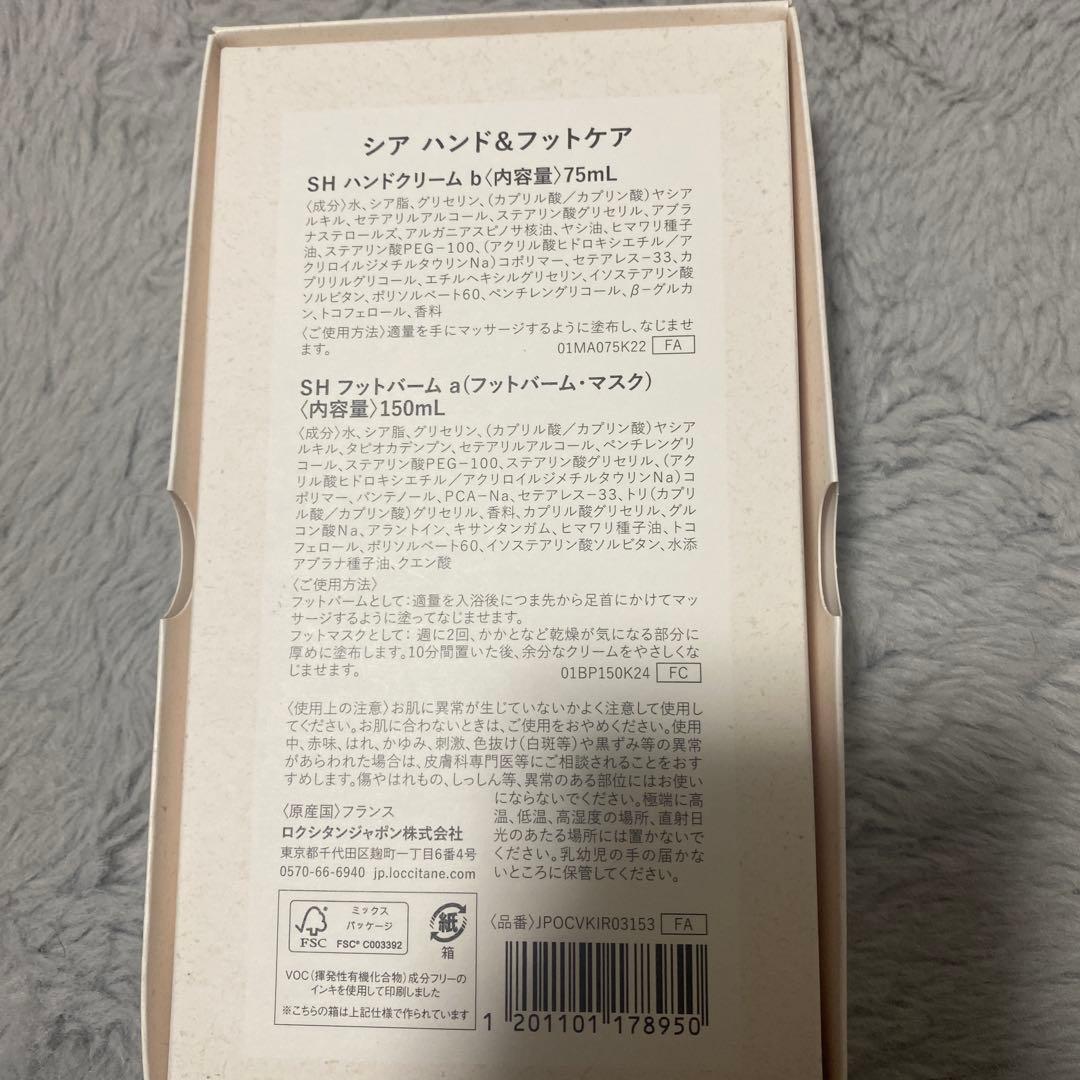 シア ハンド&フットケア
SH ハンドクリーム b〈内容量〉75mL
〈成分〉水、シア脂、グリセリン、(カプリル酸/カプリン酸)ヤシア
ルキル、セテアリルアルコール、ステアリン酸グリセリル、アブラ
ナステロールズ、アルガニアスピノサ核油、ヤシ油、ヒマワリ種子
油、ステアリン酸PEG-100、(アクリル酸ヒドロキシエチル/ア
クリロイルジメチルタウリンNa)コポリマー、セテアレス-33、カ
プリリルグリコール、エチルヘキシルグリセリン、イソステアリン酸
ソルビタン、ポリソルベート60、ペンチレングリコール、β-グルカ
ン、トコフェロール、香料
〈ご使用方法〉適量を手にマッサージするように塗布し、なじませ
ます。 01MA075K22 FA
SH フットバーム a(フットバーム・マスク)
〈内容量〉150mL
〈成分〉水、シア脂、グリセリン、(カプリル酸/カプリン酸)ヤシア
ルキル、タピオカデンプン、セテアリルアルコール、ペンチレングリ
コール、ステアリン酸PEG-100、ステアリン酸グリセリル、(アク
リル酸ヒドロキシエチル/アクリロイルジメチルタウリンNa)コ
ポリマー、パンテノール、PCA-Na、セテアレス-33、トリ(カプリ
ル酸/カプリン酸)グリセリル、香料、カプリル酸グリセリル、グル
コン酸Na、アラントイン、キサンタンガム、ヒマワリ種子油、トコ
フェロール、ポリソルベート60、イソステアリン酸ソルビタン、水添
アブラナ種子油、クエン酸
〈ご使用方法〉
フットバームとして:適量を入浴後につま先から足首にかけてマッ
サージするように塗ってなじませます。
フットマスクとして: 週に2回、かかとなど乾燥が気になる部分に
厚めに塗布します。10分間置いた後、余分なクリームをやさしくな
じませます。 01BP150K24 FC
〈使用上の注意〉お肌に異常が生じていないかよく注意して使用し
てください。お肌に合わないときは、ご使用をおやめください。使用
中、赤味、はれ、かゆみ、刺激、色抜け(白斑等)や黒ずみ等の異常
があらわれた場合は、皮膚科専門医等にご相談されることをおす
すめします。傷やはれもの、しっしん等、異常のある部位にはお使い
にならないでください。極端に高
温、低温、高湿度の場所、直射日
光のあたる場所には置かないで
ください。乳幼児の手の届かな
いところに保管してください。
〈原産国〉フランス
ロクシタンジャポン株式会社
東京都千代田区麹町一丁目6番4号
0570-66-6940 jp.loccitane.com
FSC
ミックス
パッケージ
FSC® C003392
紙
箱
VOC(揮発性有機化合物)成分フリーの
インキを使用して印刷しました
※こちらの箱は上記仕様で作られています
〈品番〉JPOCVKIR03153 FA
1 201101 178950